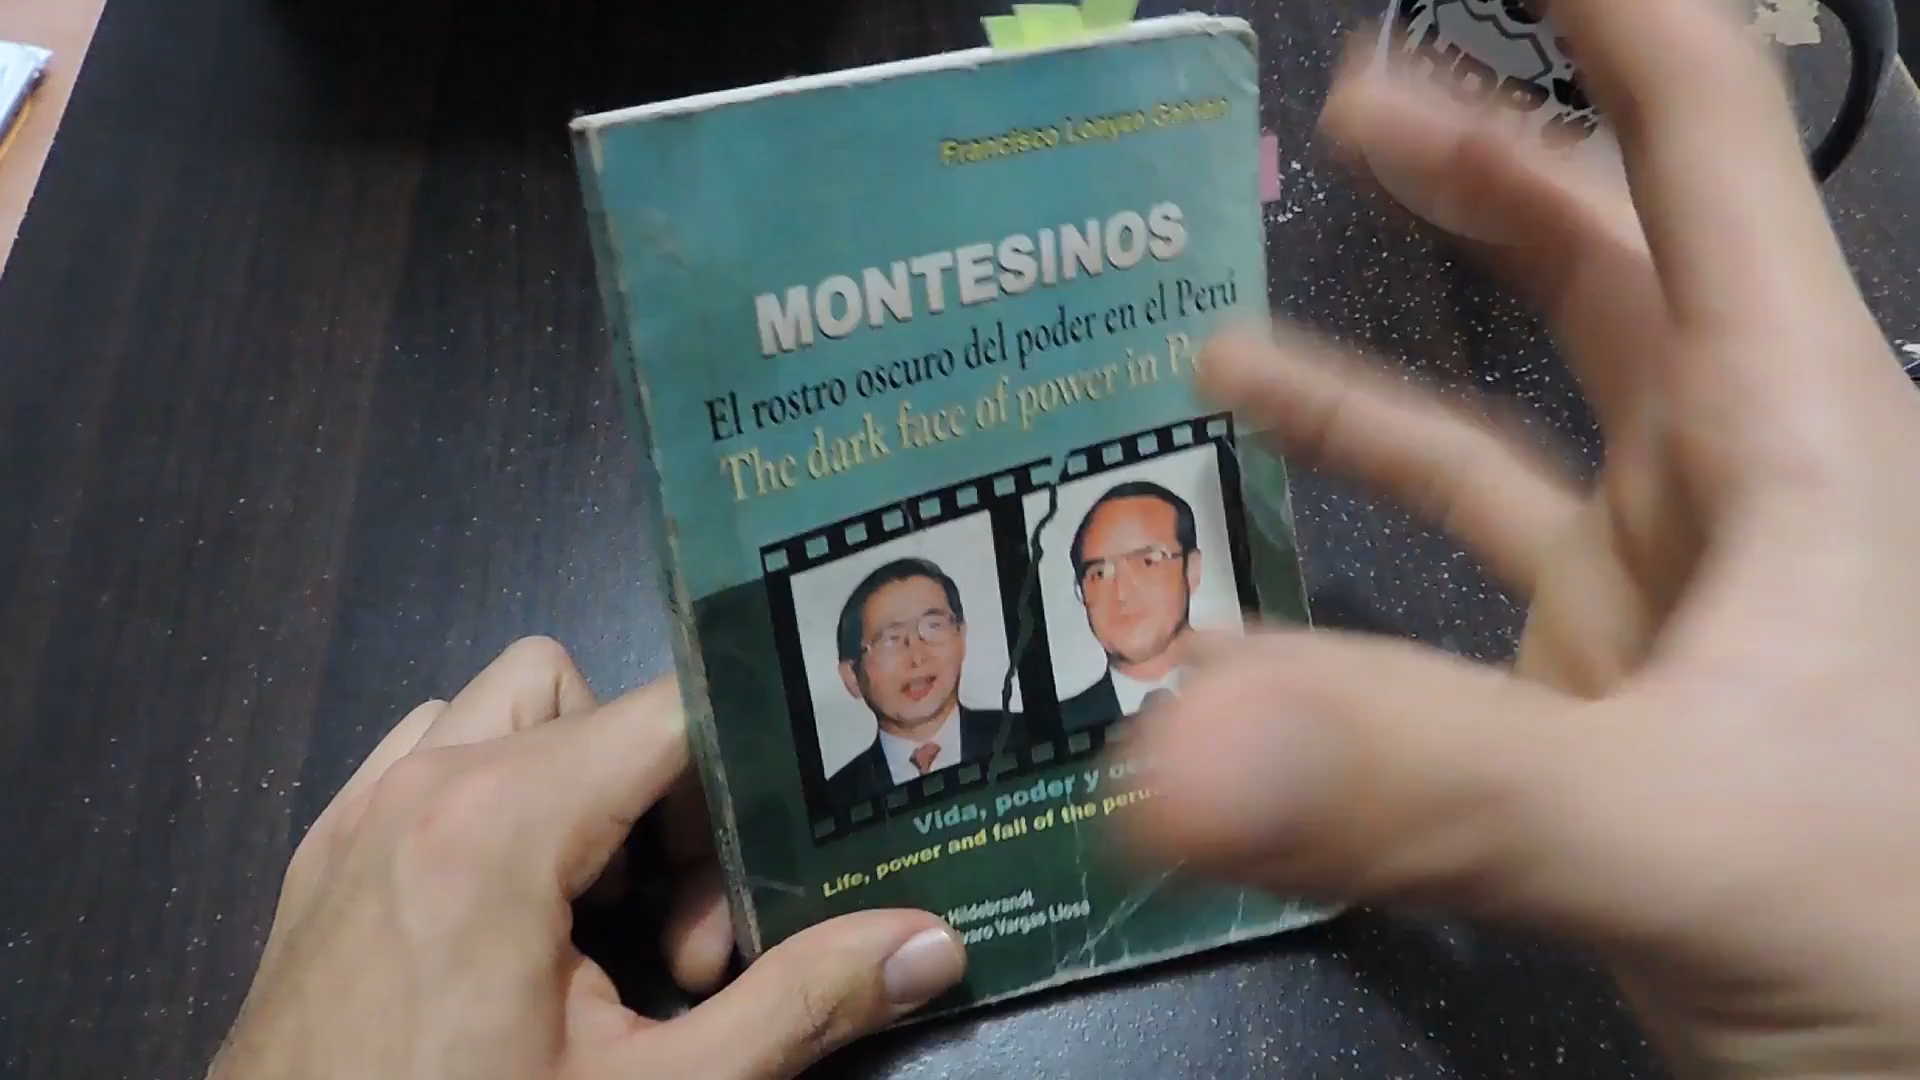 Francisco Loayza Galván
MONTESINOS
El rostro oscuro del poder en el Perú
The dark face of power in
Vida, poder y
Life, power and fall of the
Hildebrandt
Vargas Llosa